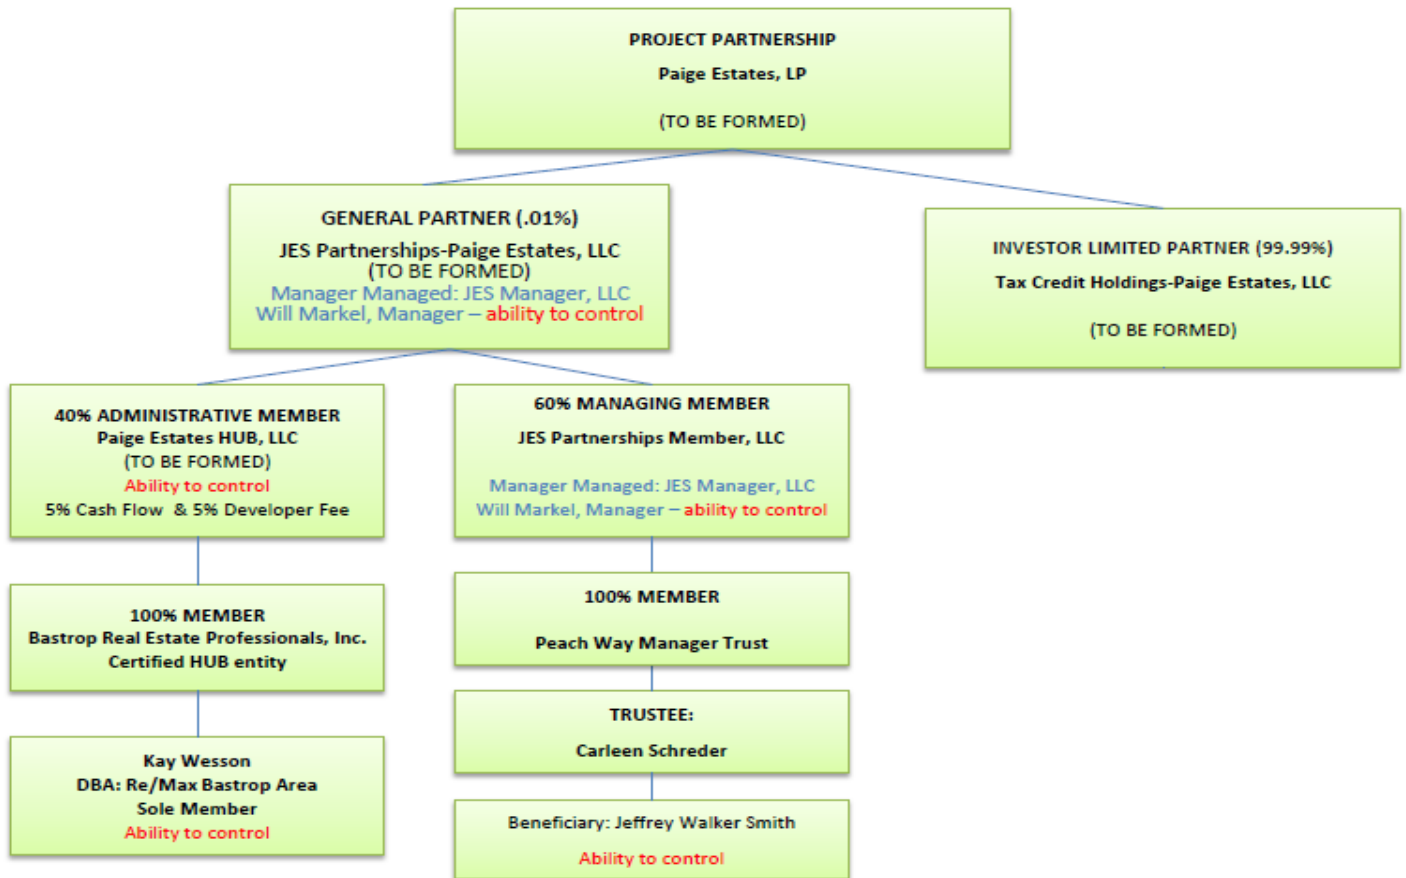 PROJECT PARTNERSHIP
Paige Estates, LP
(TO BE FORMED)
GENERAL PARTNER (.01%)
JES Partnerships-Paige Estates, LLC
(TO BE FORMED)
Manager Managed: JES Manager, LLC
Will Markel, Manager – ability to control
INVESTOR LIMITED PARTNER (99.99%)
Tax Credit Holdings-Paige Estates, LLC
(TO BE FORMED)
40% ADMINISTRATIVE MEMBER
Paige Estates HUB, LLC
(TO BE FORMED)
Ability to control
5% Cash Flow & 5% Developer Fee
60% MANAGING MEMBER
JES Partnerships Member, LLC
Manager Managed: JES Manager, LLC
Will Markel, Manager – ability to control
100% MEMBER
Bastrop Real Estate Professionals, Inc.
Certified HUB entity
100% MEMBER
Peach Way Manager Trust
TRUSTEE:
Carleen Schreder
Kay Wesson
DBA: Re/Max Bastrop Area
Sole Member
Ability to control
Beneficiary: Jeffrey Walker Smith
Ability to control